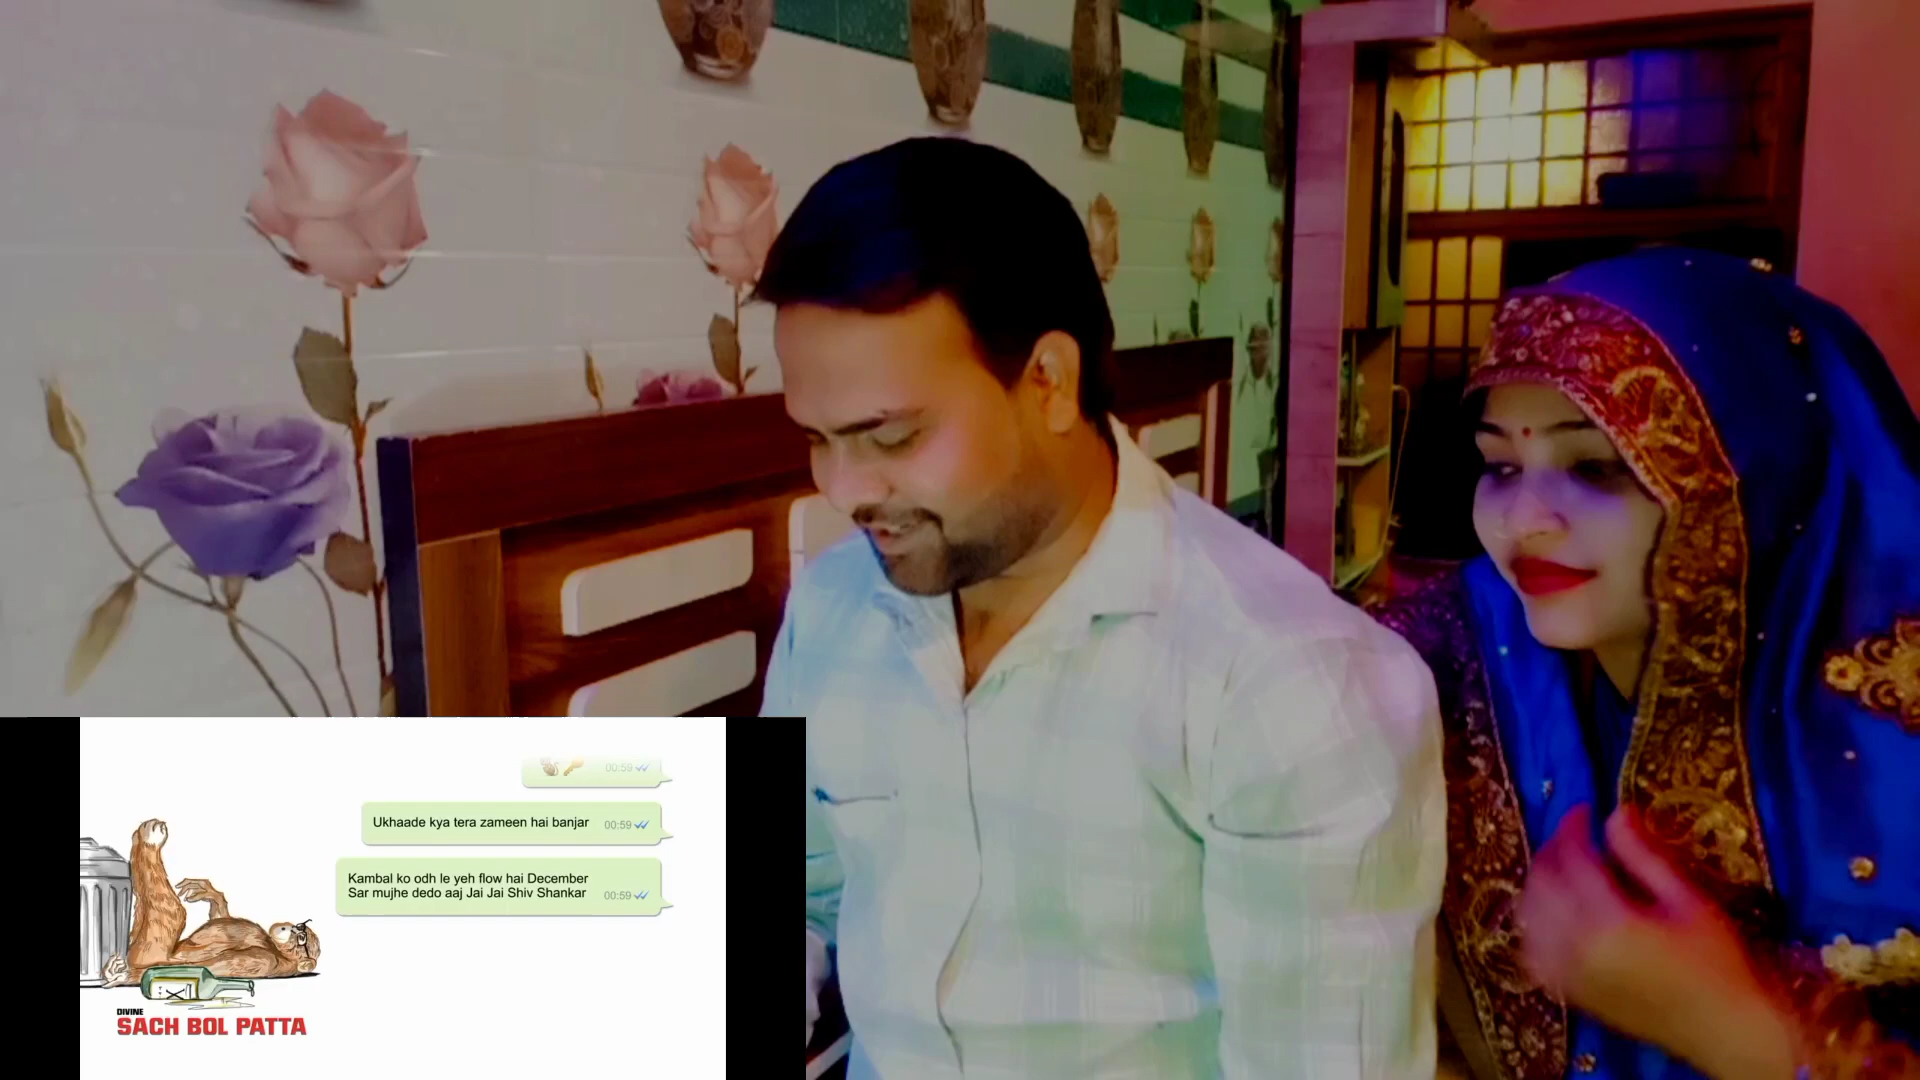 00:59
Ukhaade kya tera zameen hai banjar 00:59
Kambal ko odh le yeh flow hai December
Sar mujhe dedo aaj Jai Jai Shiv Shankar 00:59
X
DIVINE
SACH BOL PATTA